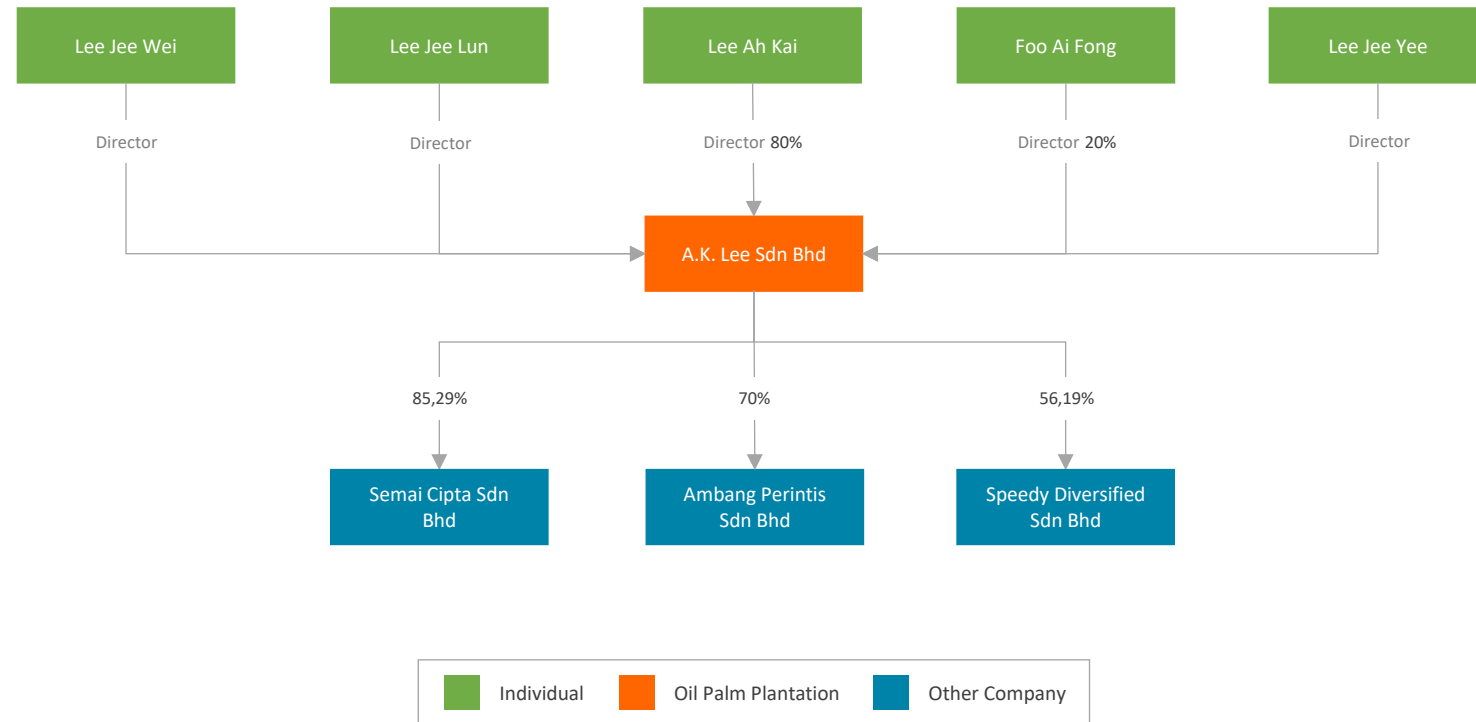 Lee Jee Wei
Lee Jee Lun
Lee Ah Kai
Foo Ai Fong
Lee Jee Yee
Director
Director
Director 80%
Director 20%
Director
A.K. Lee Sdn Bhd
85,29%
70%
56,19%
Semai Cipta Sdn
Bhd
Ambang Perintis
Sdn Bhd
Speedy Diversified
Sdn Bhd
Individual
Oil Palm Plantation
Other Company